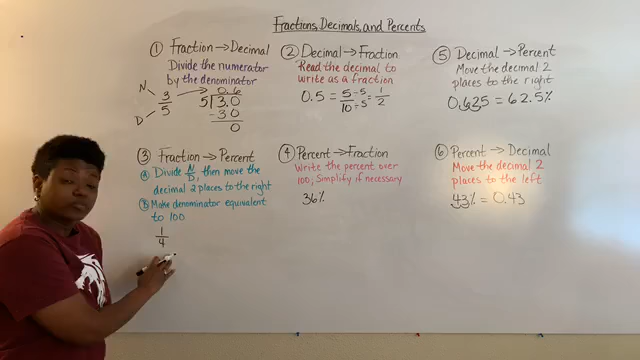 Fractions, Decimals, and Percents
① Fraction → Decimal
Divide the numerator
by the denominator
N
D
3/5 → 0.6
5 ⟌ 3.0
-30
0
② Decimal → Fraction
Read the decimal to
write as a fraction
0.5 = 5/10 ÷5/÷5 = 1/2
③ Fraction → Percent
ⓐ Divide N/D, then move the
decimal 2 places to the right
ⓑ Make denominator equivalent
to 100
1/4
④ Percent → Fraction
Write the percent over
100; Simplify if necessary
36%
⑤ Decimal → Percent
Move the decimal 2
places to the right
0.625 = 62.5%
⑥ Percent → Decimal
Move the decimal 2
places to the left
43% = 0.43